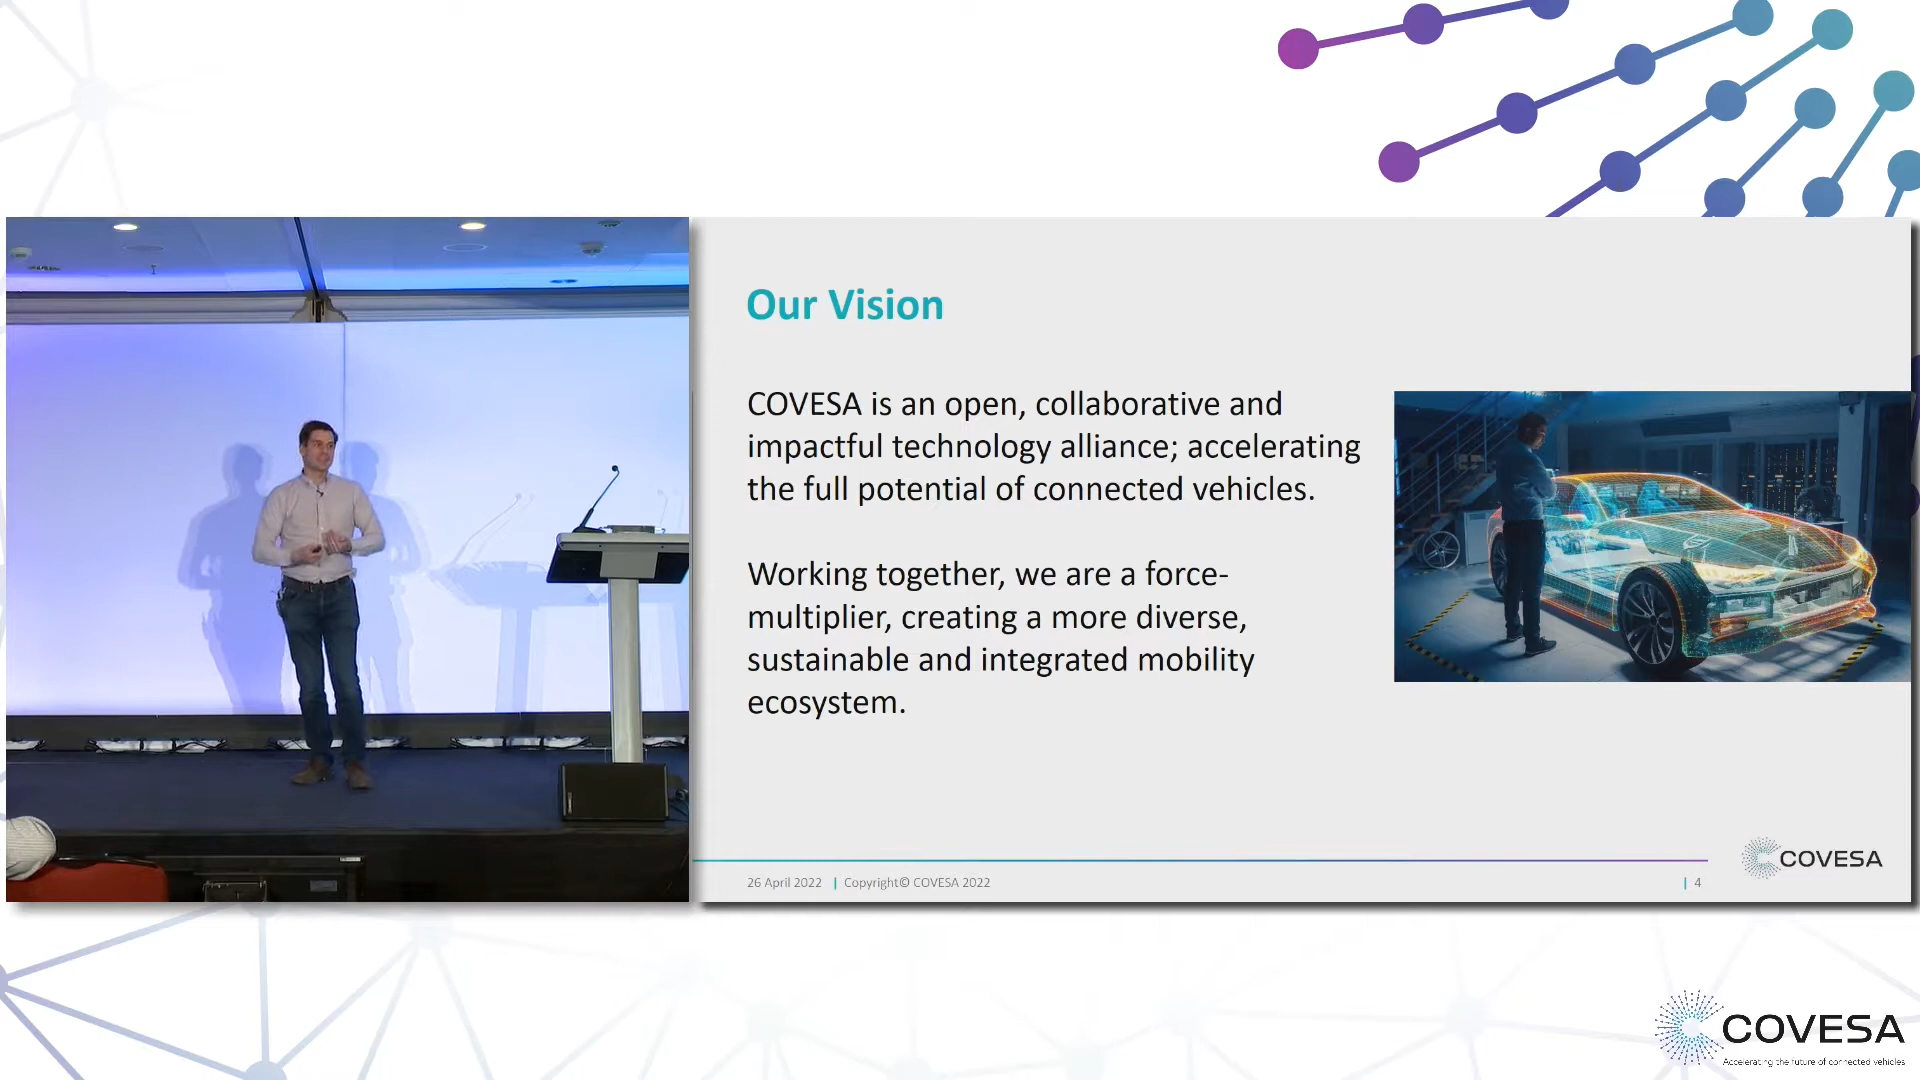 Our Vision
COVESA is an open, collaborative and
impactful technology alliance; accelerating
the full potential of connected vehicles.
Working together, we are a force-
multiplier, creating a more diverse,
sustainable and integrated mobility
ecosystem.
26 April 2022 | Copyright© COVESA 2022
| 4
COVESA
COVESA
Accelerating the future of connected vehicles